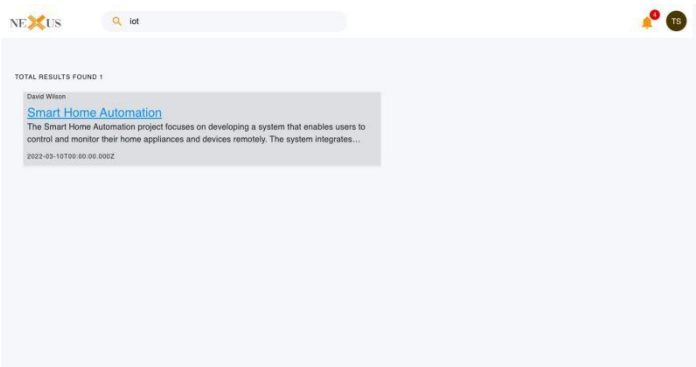 NEXUS
iot
4
TS
TOTAL RESULTS FOUND 1
David Wilson
Smart Home Automation
The Smart Home Automation project focuses on developing a system that enables users to
control and monitor their home appliances and devices remotely. The system integrates...
2022-03-10T00:00:00.000Z